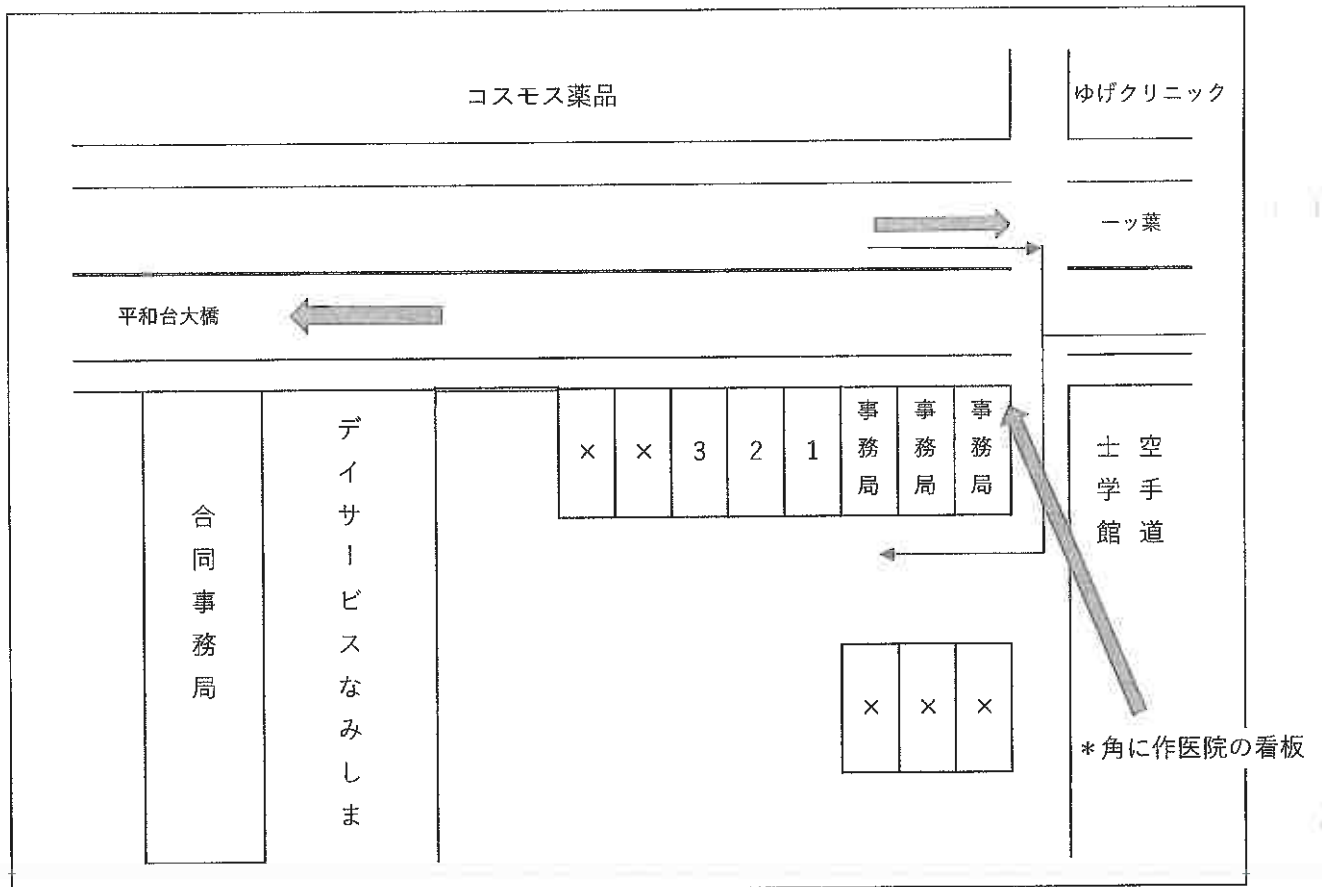 コスモス薬品
ゆげクリニック
一ッ葉
平和台大橋
合同事務局
デイサービスなみしま
×
×
3
2
1
事務局
事務局
事務局
空手道
士学館
×
×
×
*角に作医院の看板